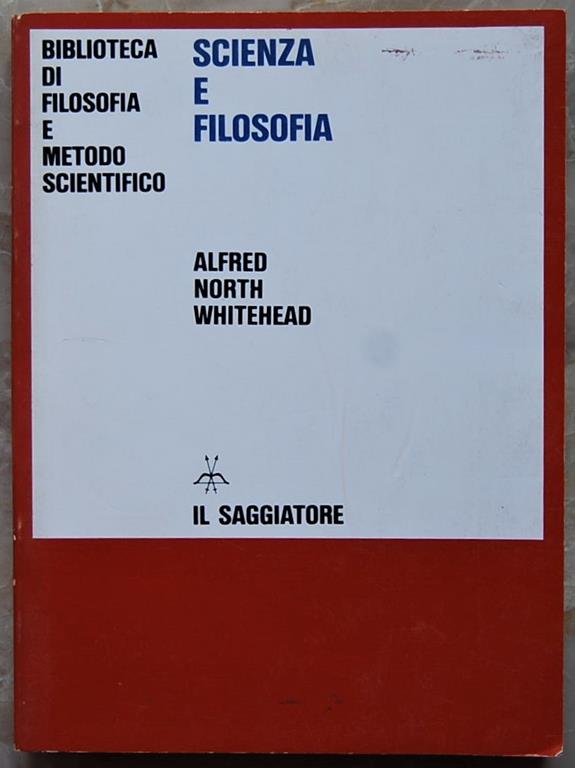 BIBLIOTECA
DI
FILOSOFIA
E
METODO
SCIENTIFICO
SCIENZA
E
FILOSOFIA
ALFRED
NORTH
WHITEHEAD
IL SAGGIATORE